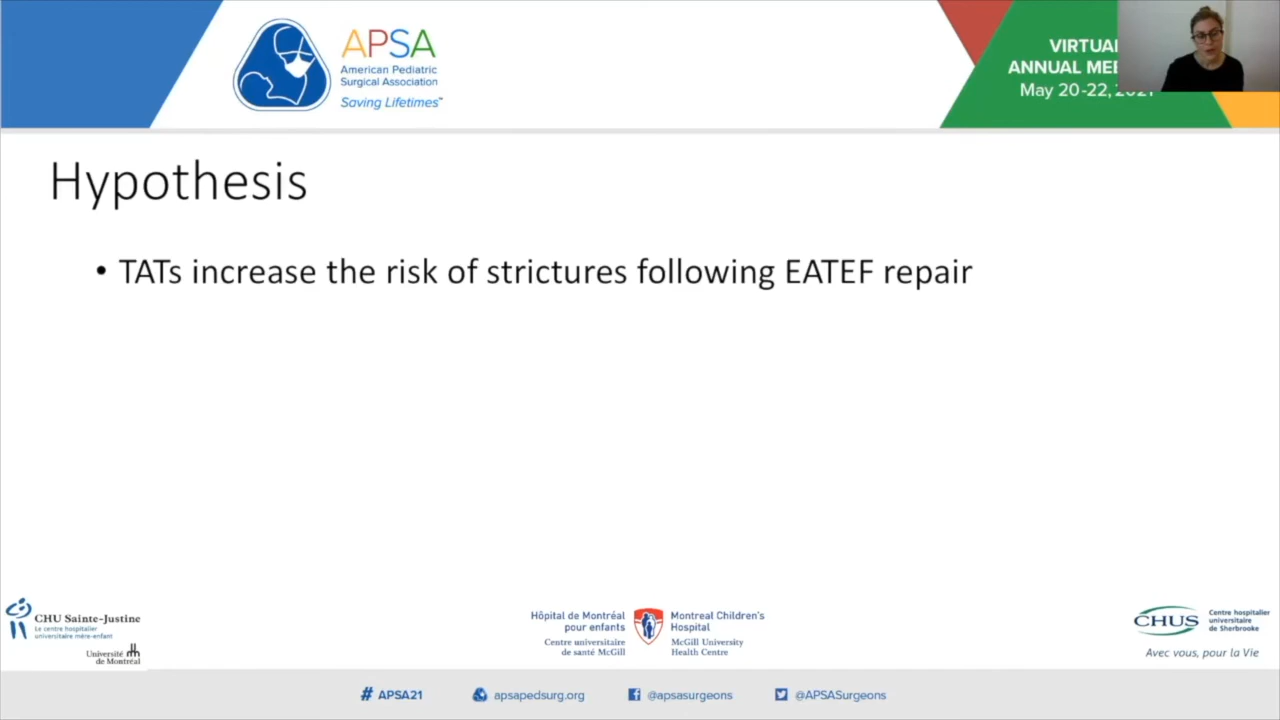 APSA
American Pediatric
Surgical Association
Saving Lifetimes™
VIRTUAL
ANNUAL
May 20-22, 2021
Hypothesis
• TATs increase the risk of strictures following EATEF repair
CHU Sainte-Justine
Le centre hospitalier
universitaire mère-enfant
Université
de Montréal
Hôpital de Montréal
pour enfants
Centre universitaire
de santé McGill
Montreal Children's
Hospital
McGill University
Health Centre
CHUS
Centre hospitalier
universitaire
de Sherbrooke
Avec vous, pour la Vie
# APSA21
apsapedsurg.org
@apsasurgeons
@APSASurgeons